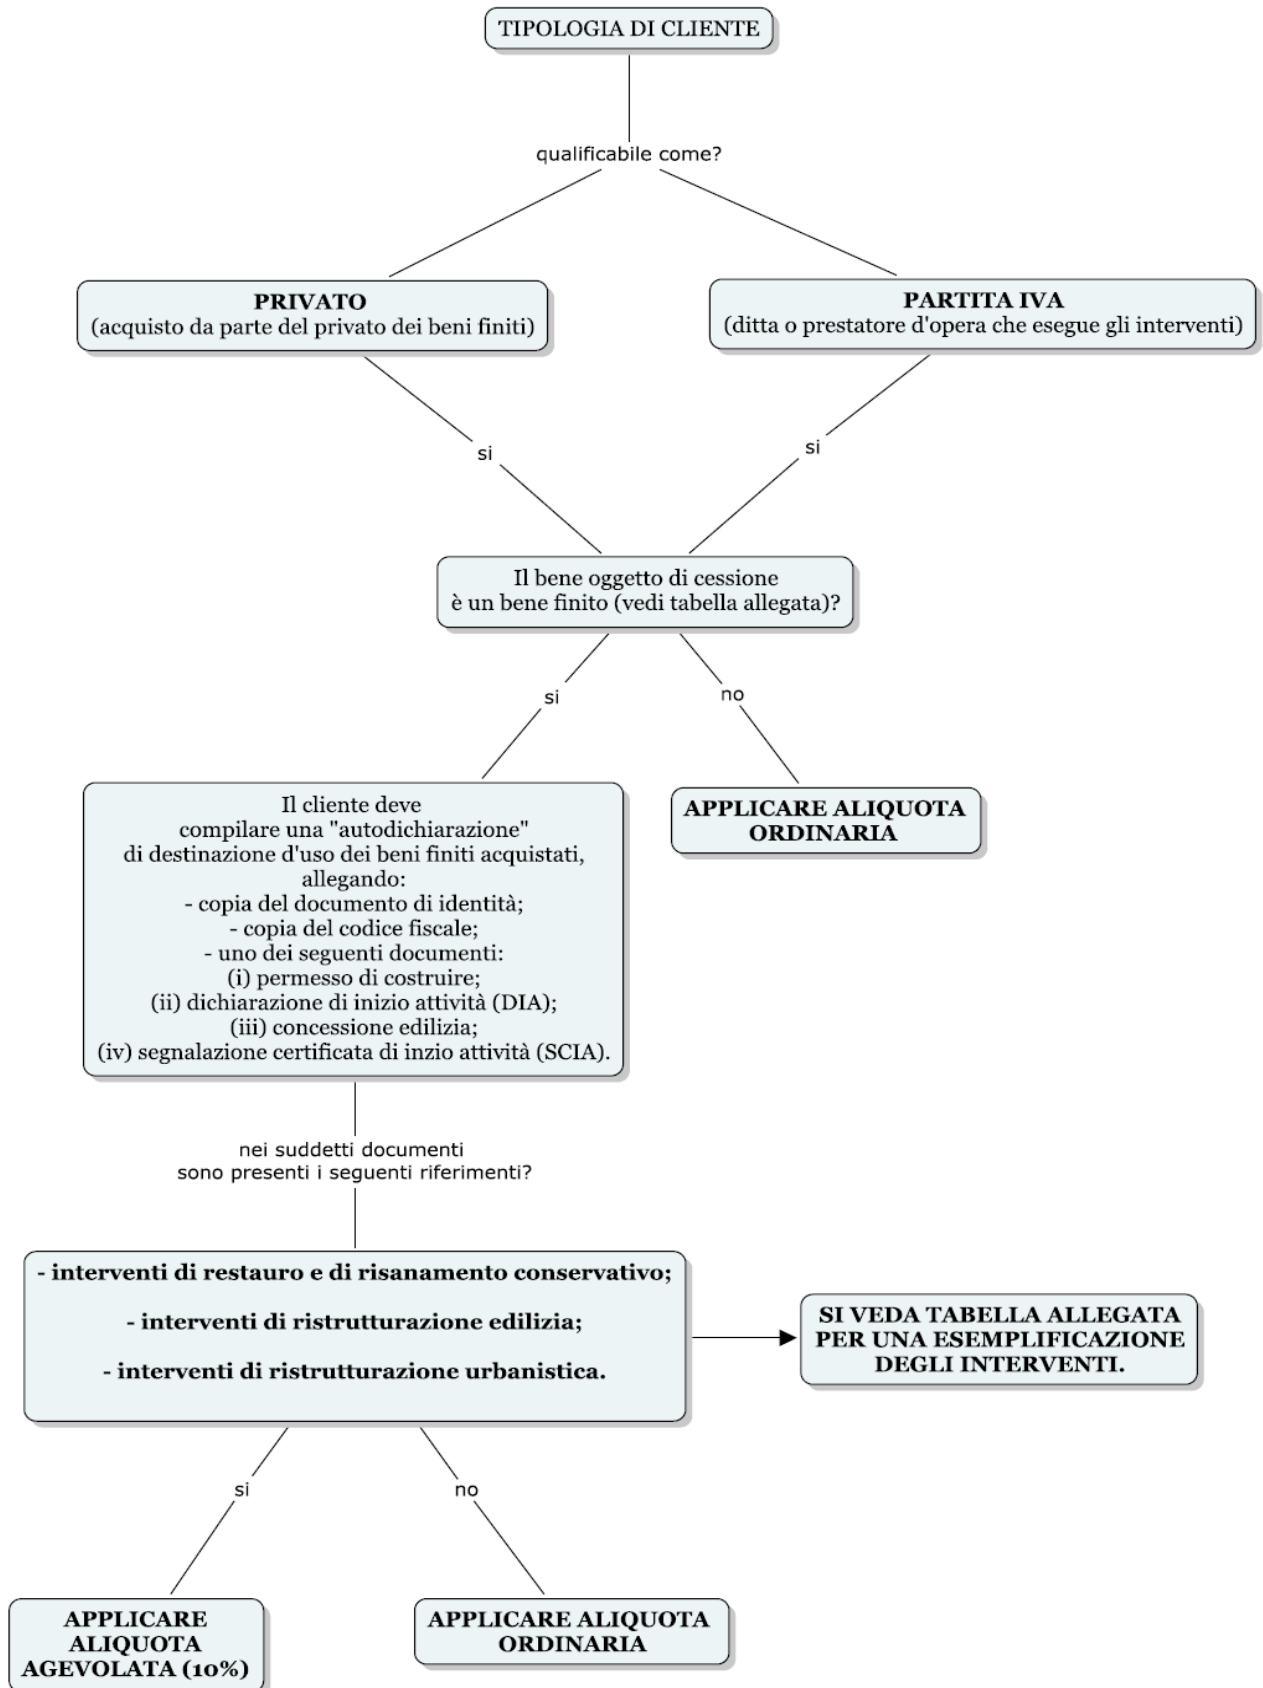 TIPOLOGIA DI CLIENTE
qualificabile come?
PRIVATO
(acquisto da parte del privato dei beni finiti)
PARTITA IVA
(ditta o prestatore d'opera che esegue gli interventi)
si
si
Il bene oggetto di cessione
è un bene finito (vedi tabella allegata)?
si
no
Il cliente deve
compilare una "autodichiarazione"
di destinazione d'uso dei beni finiti acquistati,
allegando:
- copia del documento di identità;
- copia del codice fiscale;
- uno dei seguenti documenti:
(i) permesso di costruire;
(ii) dichiarazione di inizio attività (DIA);
(iii) concessione edilizia;
(iv) segnalazione certificata di inzio attività (SCIA).
APPLICARE ALIQUOTA
ORDINARIA
nei suddetti documenti
sono presenti i seguenti riferimenti?
- interventi di restauro e di risanamento conservativo;
- interventi di ristrutturazione edilizia;
- interventi di ristrutturazione urbanistica.
SI VEDA TABELLA ALLEGATA
PER UNA ESEMPLIFICAZIONE
DEGLI INTERVENTI.
si
no
APPLICARE
ALIQUOTA
AGEVOLATA (10%)
APPLICARE ALIQUOTA
ORDINARIA